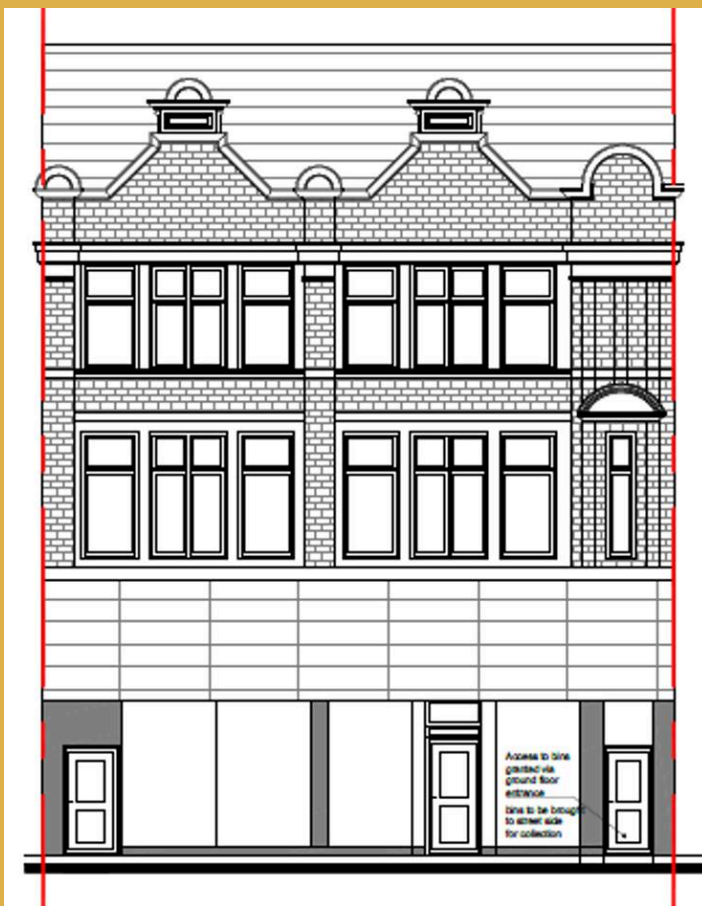 Access to bins
granted via
ground floor
entrance
bins to be brought
to street side
for collection